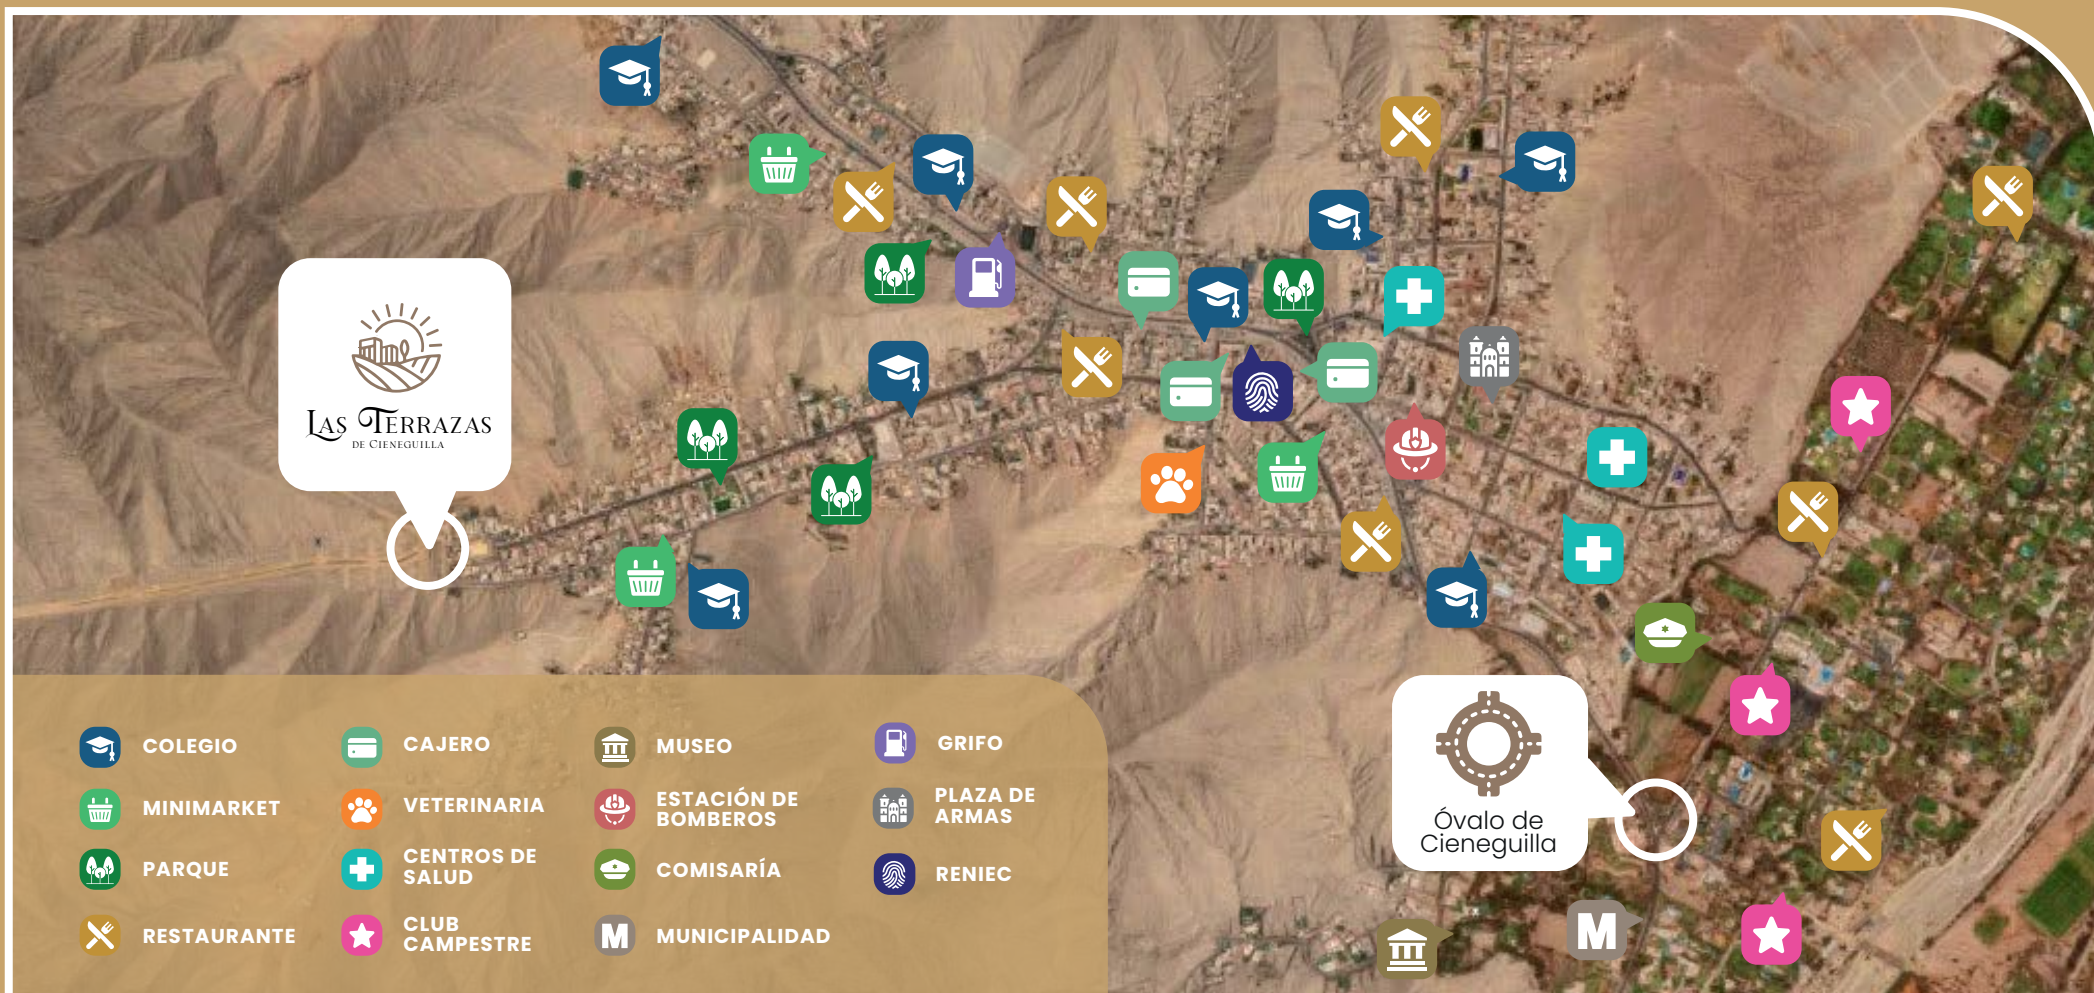 LAS TERRAZAS
DE CIENEGUILLA
Óvalo de
Cieneguilla
M
COLEGIO
MINIMARKET
PARQUE
RESTAURANTE
CAJERO
VETERINARIA
CENTROS DE
SALUD
CLUB
CAMPESTRE
MUSEO
ESTACIÓN DE
BOMBEROS
COMISARÍA
M
MUNICIPALIDAD
GRIFO
PLAZA DE
ARMAS
RENIEC